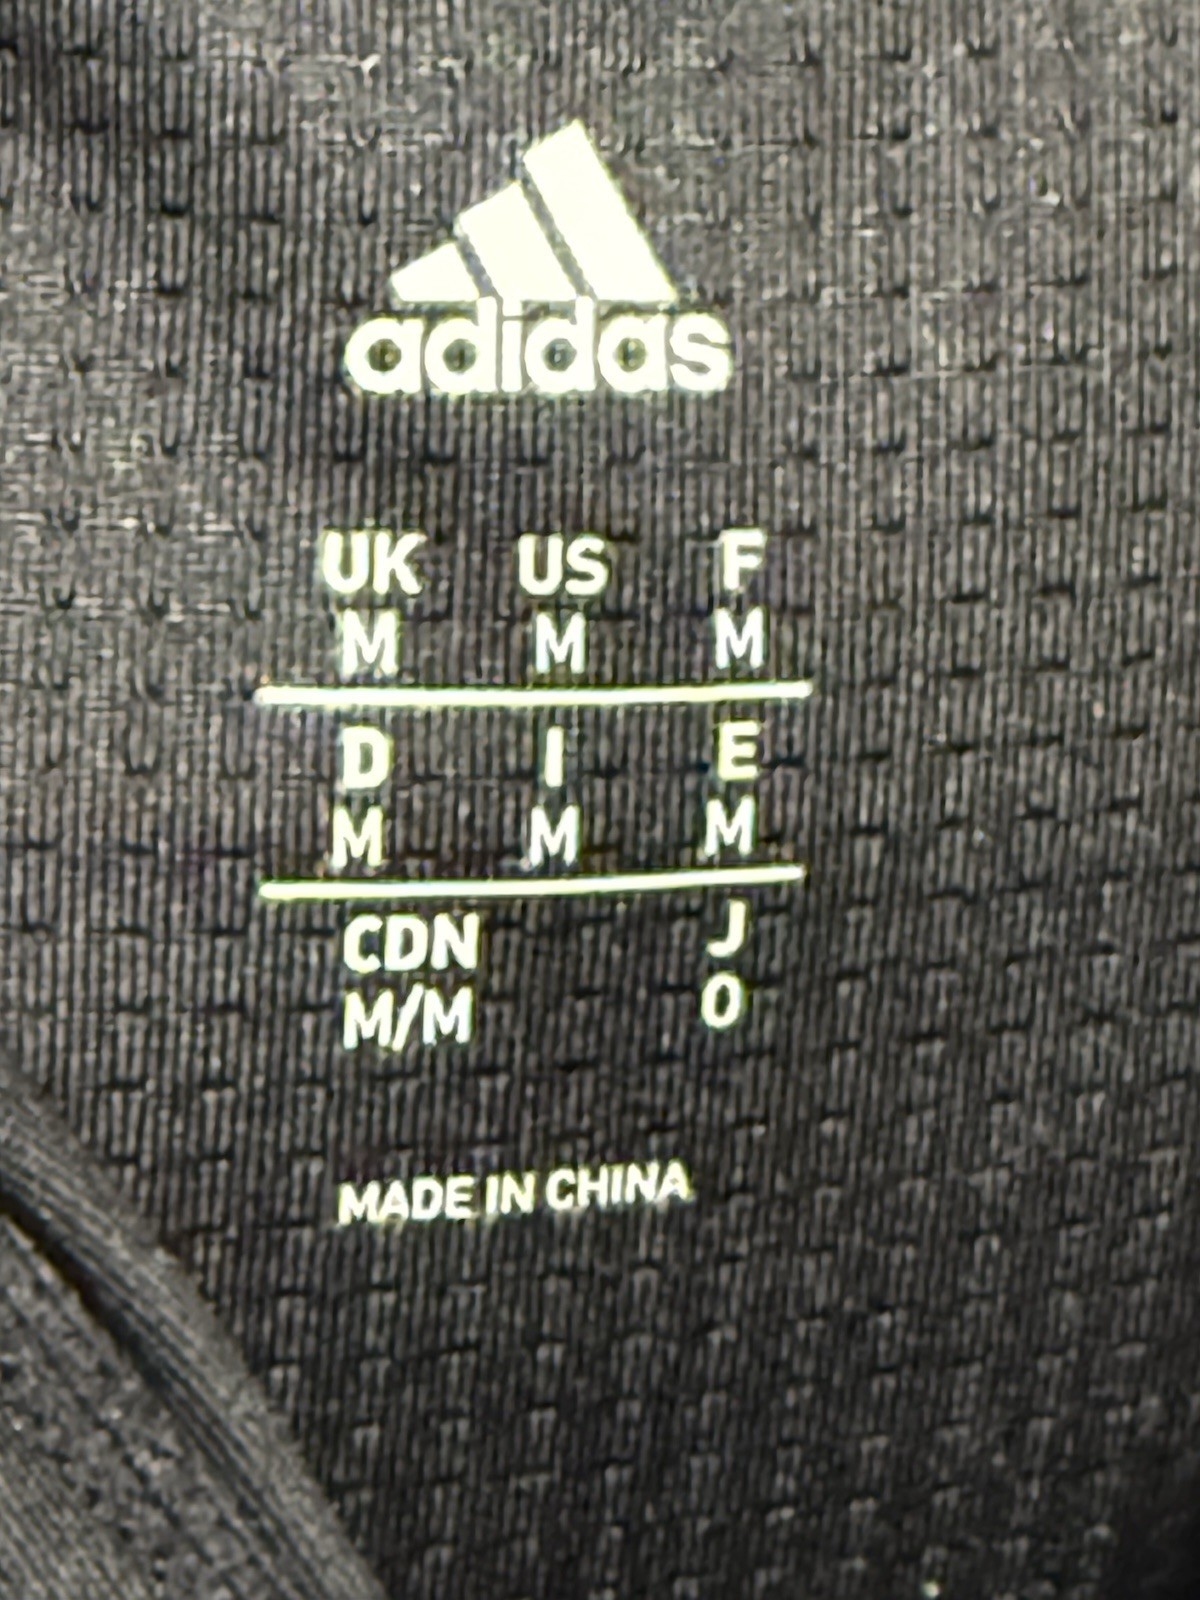 adidas
UK US F
M M M
D I E
M M M
CDN J
M/M O
MADE IN CHINA